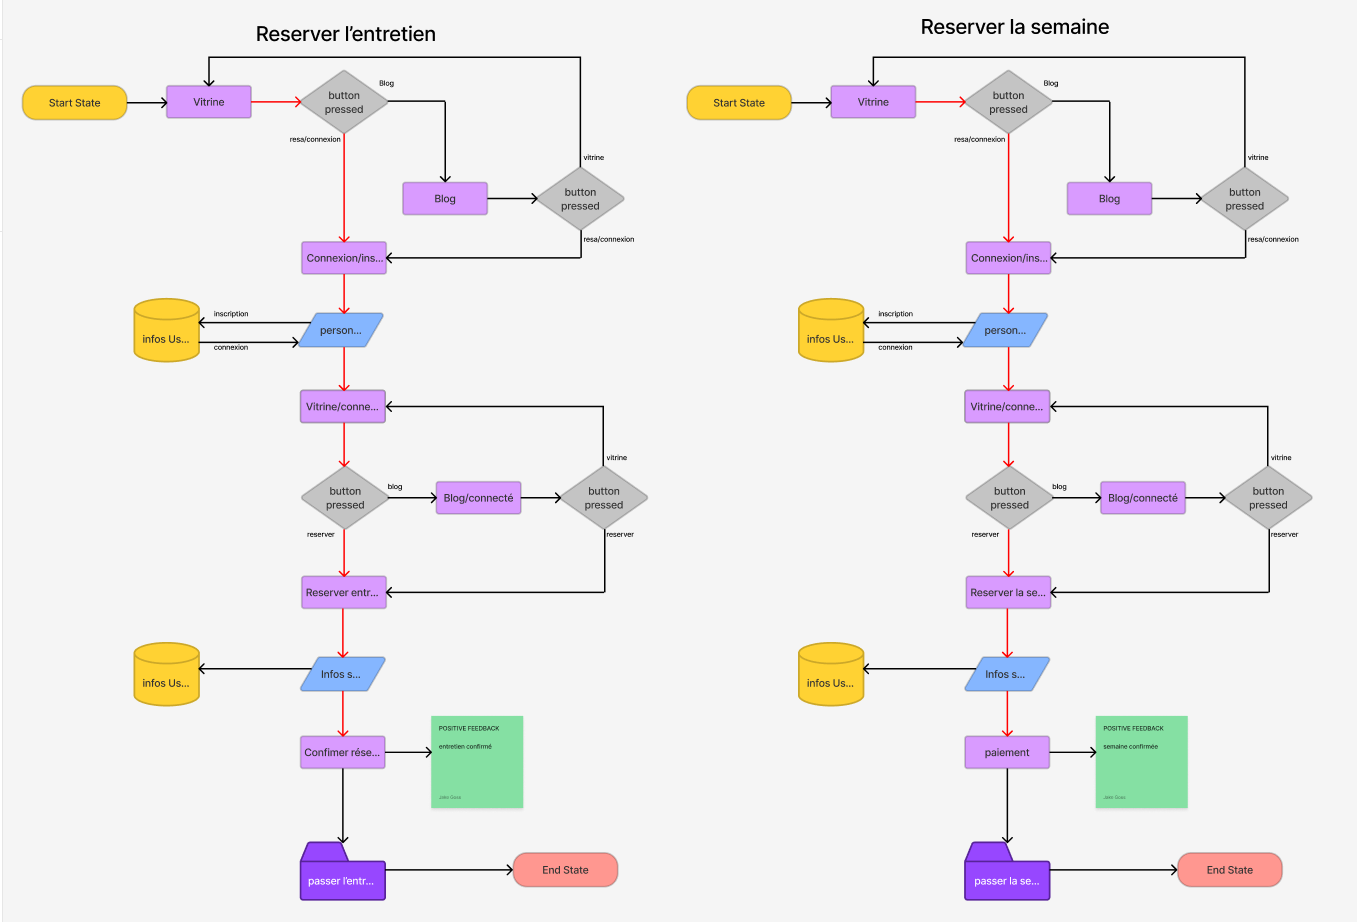 Reserver l'entretien
Start State
Vitrine
button
pressed
Blog
resa/connexion
Blog
vitrine
button
pressed
resa/connexion
Connexion/ins...
infos Us...
inscription
connexion
person...
Vitrine/conne...
button
pressed
blog
Blog/connecté
vitrine
button
pressed
reserver
reserver
Reserver entr...
infos Us...
Infos s...
Confimer rése...
POSITIVE FEEDBACK
entretien confirmé
passer l'entr...
End State
Reserver la semaine
Start State
Vitrine
button
pressed
Blog
resa/connexion
Blog
vitrine
button
pressed
resa/connexion
Connexion/ins...
infos Us...
inscription
connexion
person...
Vitrine/conne...
button
pressed
blog
Blog/connecté
vitrine
button
pressed
reserver
reserver
Reserver la se...
infos Us...
Infos s...
paiement
POSITIVE FEEDBACK
semaine confirmée
passer la se...
End State